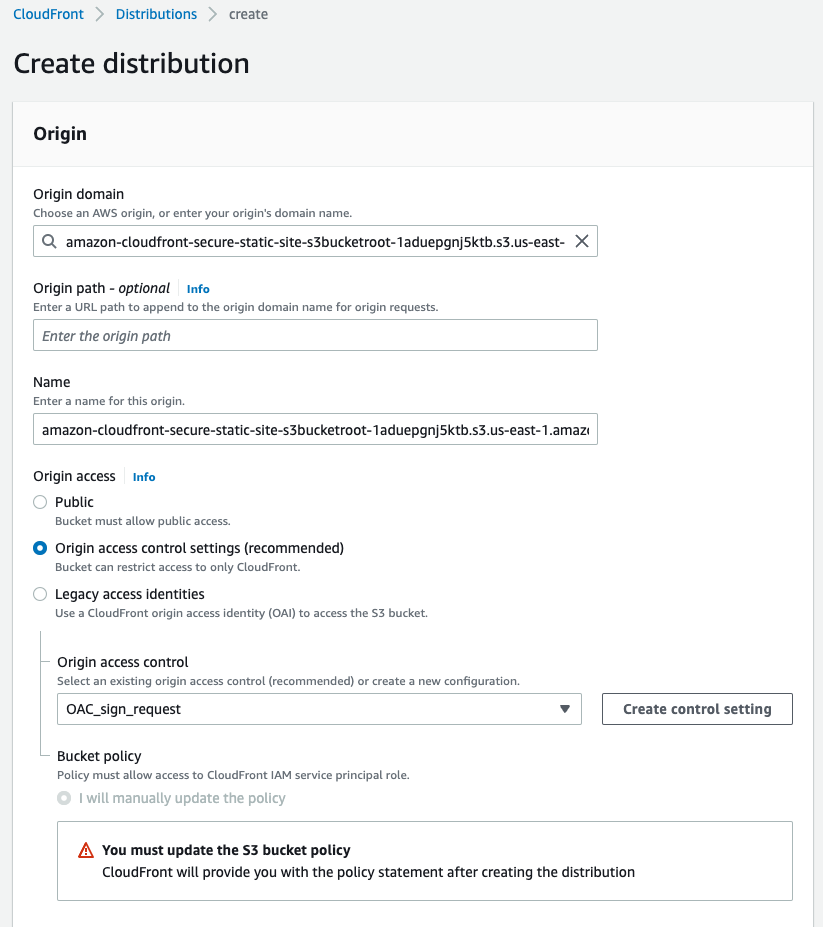 CloudFront > Distributions > create
Create distribution
Origin
Origin domain
Choose an AWS origin, or enter your origin's domain name.
amazon-cloudfront-secure-static-site-s3bucketroot-1aduepgnj5ktb.s3.us-east-
Origin path - optional Info
Enter a URL path to append to the origin domain name for origin requests.
Enter the origin path
Name
Enter a name for this origin.
amazon-cloudfront-secure-static-site-s3bucketroot-1aduepgnj5ktb.s3.us-east-1.amaz
Origin access Info
Public
Bucket must allow public access.
Origin access control settings (recommended)
Bucket can restrict access to only CloudFront.
Legacy access identities
Use a CloudFront origin access identity (OAI) to access the S3 bucket.
Origin access control
Select an existing origin access control (recommended) or create a new configuration.
OAC_sign_request
Create control setting
Bucket policy
Policy must allow access to CloudFront IAM service principal role.
I will manually update the policy
You must update the S3 bucket policy
CloudFront will provide you with the policy statement after creating the distribution